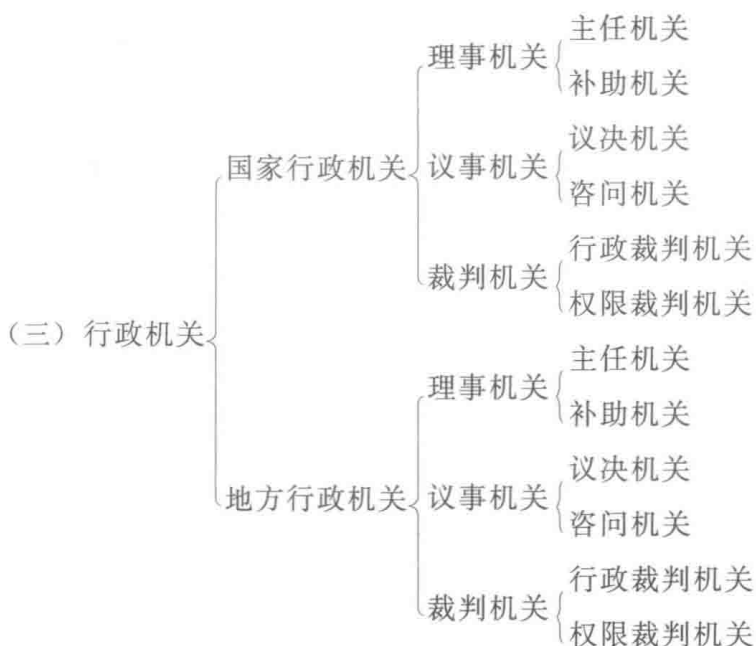 主任机关
理事机关
补助机关
议决机关
国家行政机关 议事机关
咨问机关
行政裁判机关
裁判机关
权限裁判机关
(三) 行政机关
主任机关
理事机关
补助机关
议决机关
地方行政机关 议事机关
咨问机关
行政裁判机关
裁判机关
权限裁判机关